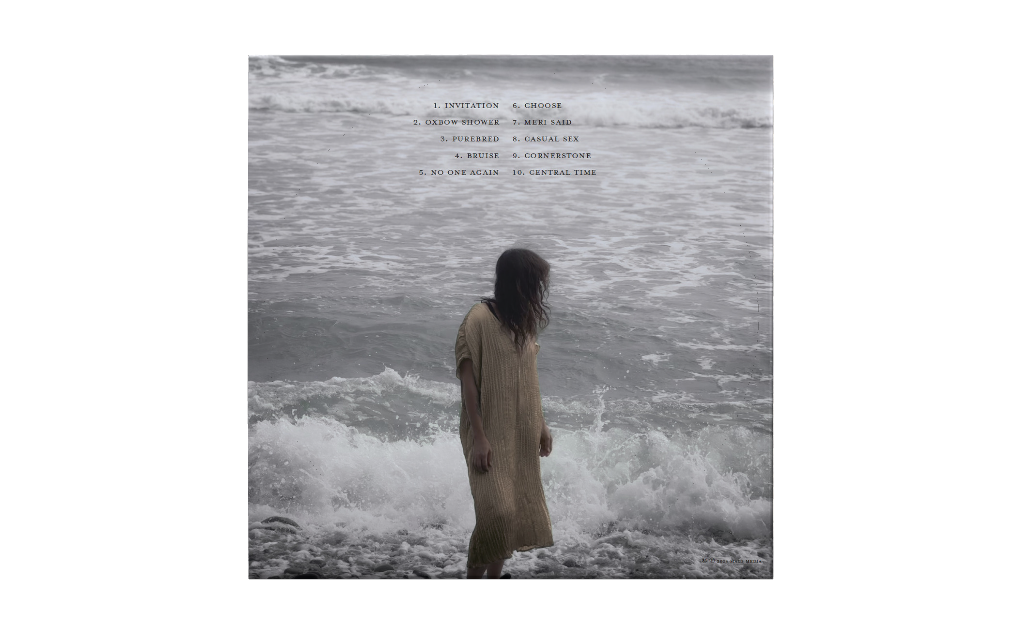 1. INVITATION
2. OXBOW SHOWER
3. PUREBRED
4. BRUISE
5. NO ONE AGAIN
6. CHOOSE
7. MERI SAID
8. CASUAL SEX
9. CORNERSTONE
10. CENTRAL TIME